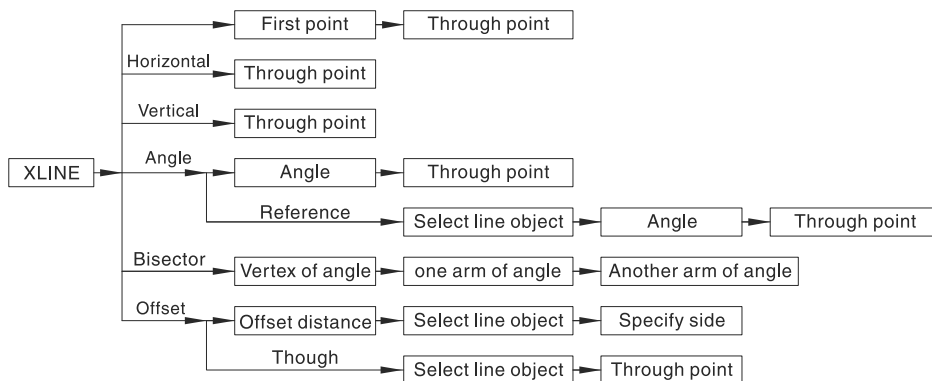 First point
Through point
Horizontal
Through point
Vertical
Through point
XLINE
Angle
Angle
Through point
Reference
Select line object
Angle
Through point
Bisector
Vertex of angle
one arm of angle
Another arm of angle
Offset
Offset distance
Select line object
Specify side
Though
Select line object
Through point